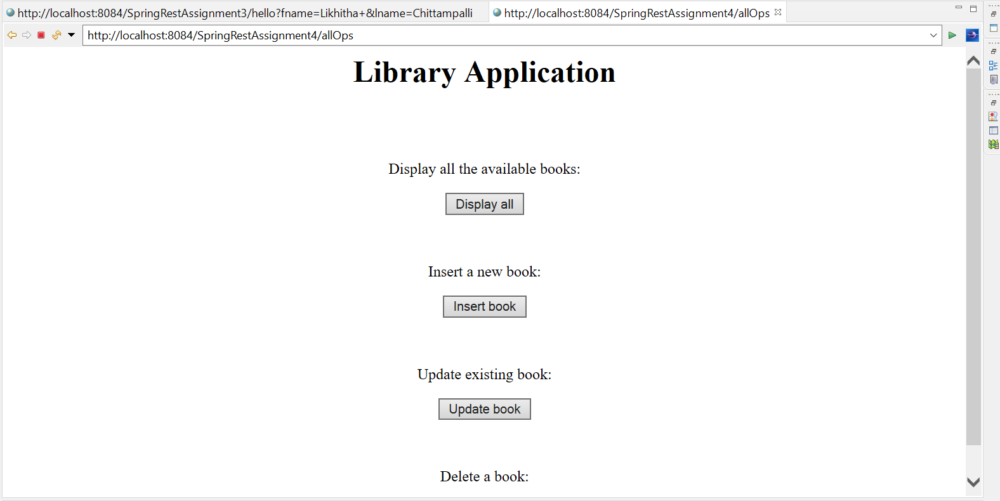 http://localhost:8084/SpringRestAssignment3/hello?fname=Likhitha+&lname=Chittampalli
http://localhost:8084/SpringRestAssignment4/allOps
http://localhost:8084/SpringRestAssignment4/allOps
Library Application
Display all the available books:
Display all
Insert a new book:
Insert book
Update existing book:
Update book
Delete a book: